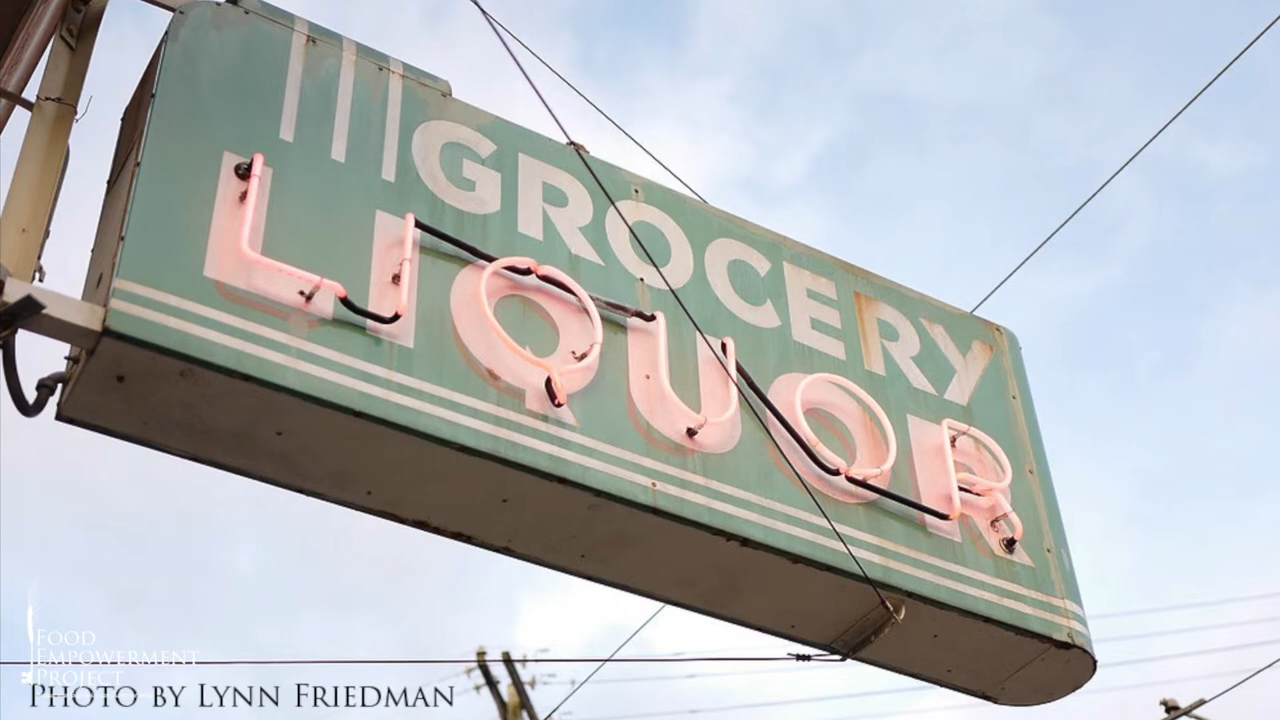 GROCERY
LIQUOR
FOOD
EMPOWERMENT
PROJECT
PHOTO BY LYNN FRIEDMAN